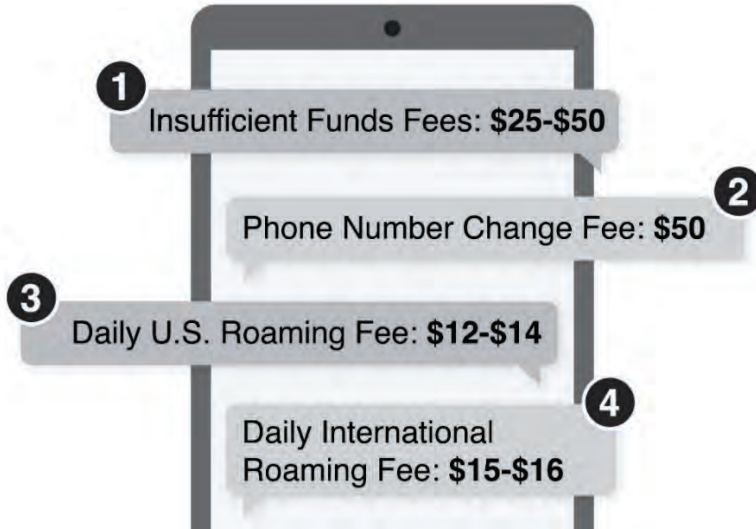 1
Insufficient Funds Fees: $25-$50
2
Phone Number Change Fee: $50
3
Daily U.S. Roaming Fee: $12-$14
4
Daily International
Roaming Fee: $15-$16